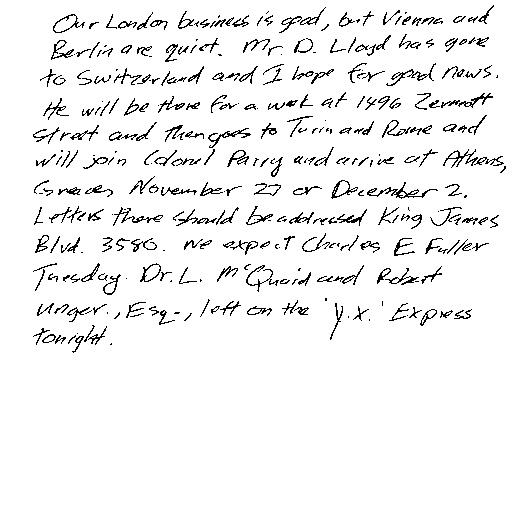 Our London business is good, but Vienna and
Berlin are quiet. Mr. D. Lloyd has gone
to Switzerland and I hope for good news.
He will be there for a week at 1496 Zermott
street and then goes to Turin and Rome and
will join Colonel Parry and arrive at Athens,
Greece, November 27 or December 2.
Letters there should be addressed King James
Blvd. 3580. We expect Charles E Fuller
Tuesday. Dr. L. McQuaid and Robert
Unger., Esq., left on the 'Y.X.' Express
tonight.